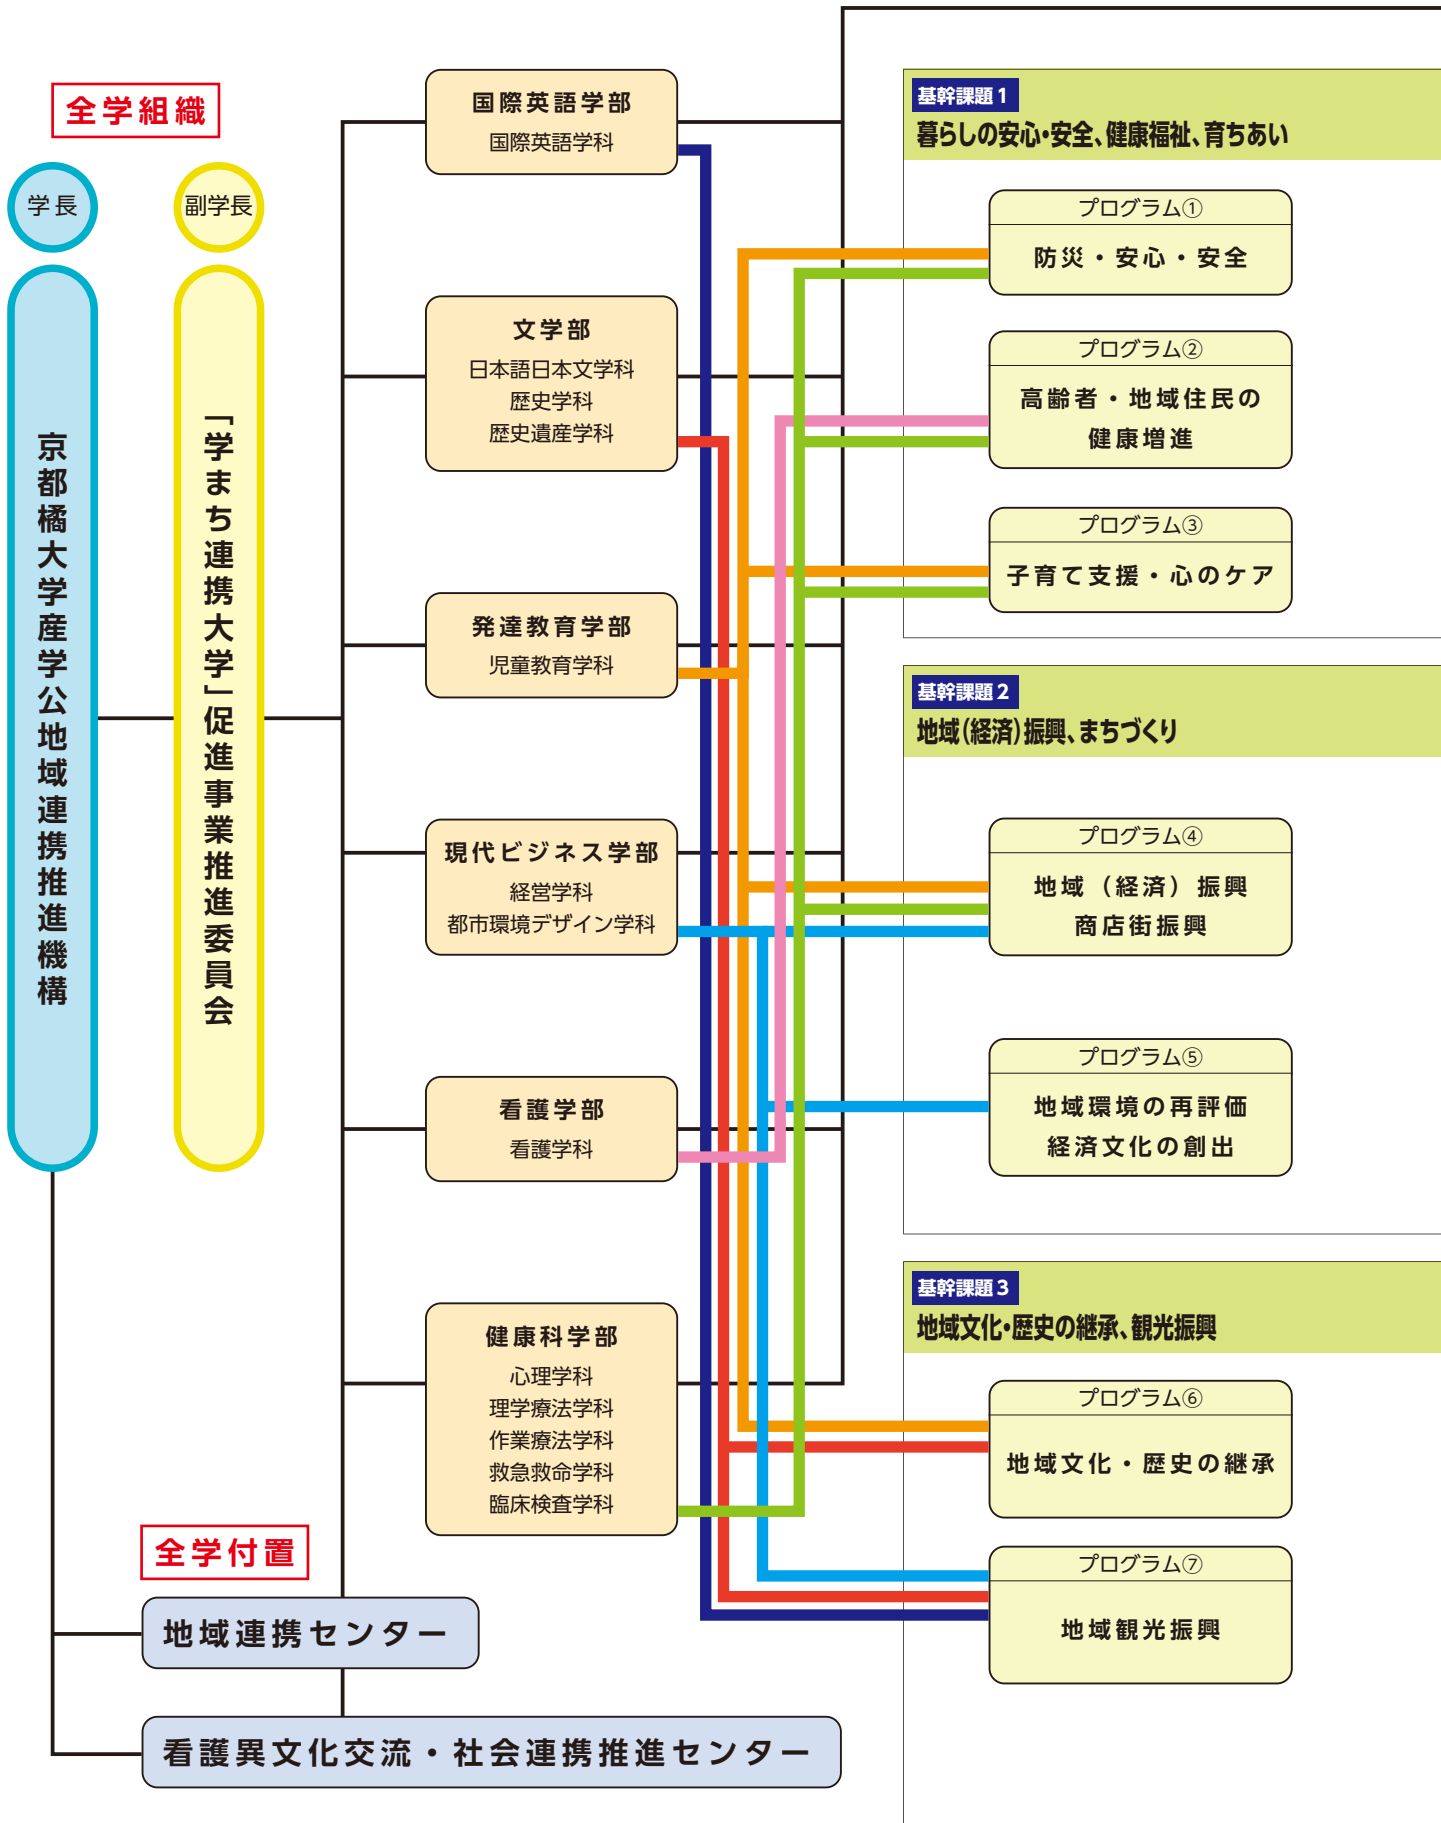 全学組織
学長
副学長
京都橘大学産学公地域連携推進機構
「学まち連携大学」促進事業推進委員会
国際英語学部
国際英語学科
文学部
日本語日本文学科
歴史学科
歴史遺産学科
発達教育学部
児童教育学科
現代ビジネス学部
経営学科
都市環境デザイン学科
看護学部
看護学科
健康科学部
心理学科
理学療法学科
作業療法学科
救急救命学科
臨床検査学科
全学付置
地域連携センター
看護異文化交流・社会連携推進センター
基幹課題1
暮らしの安心・安全、健康福祉、育ちあい
プログラム①
防災・安心・安全
プログラム②
高齢者・地域住民の
健康増進
プログラム③
子育て支援・心のケア
基幹課題2
地域(経済)振興、まちづくり
プログラム④
地域（経済）振興
商店街振興
プログラム⑤
地域環境の再評価
経済文化の創出
基幹課題3
地域文化・歴史の継承、観光振興
プログラム⑥
地域文化・歴史の継承
プログラム⑦
地域観光振興